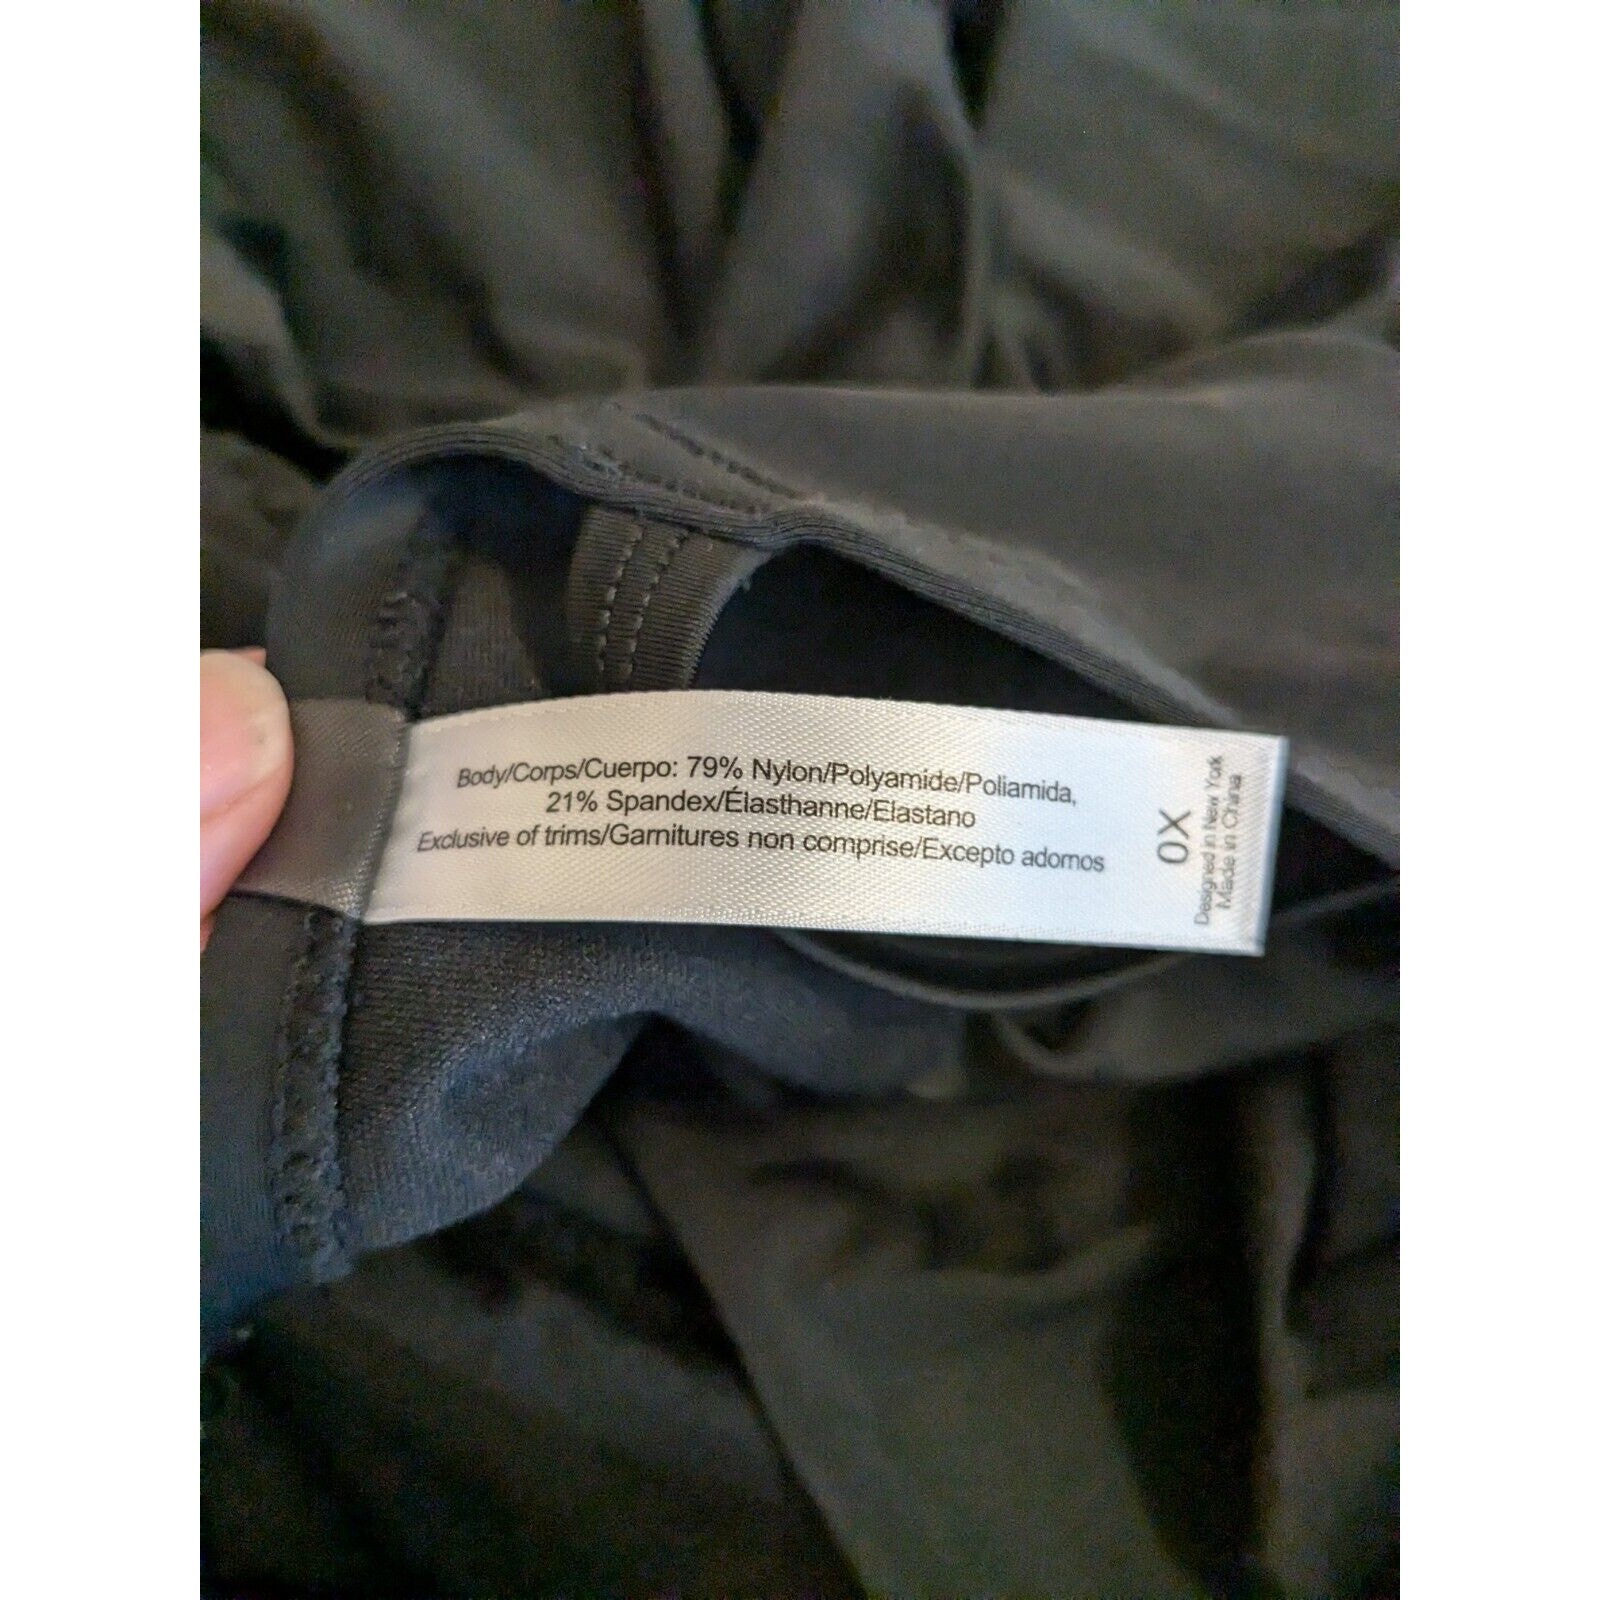 Body/Corps/Cuerpo: 79% Nylon/Polyamide/Poliamida,
21% Spandex/Élasthanne/Elastano
Exclusive of trims/Garnitures non comprise/Excepto adornos
0X
Designed in New York
Made in China